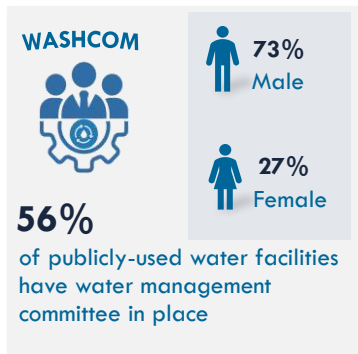 WASHCOM
73%
Male
27%
Female
56%
of publicly-used water facilities
have water management
committee in place